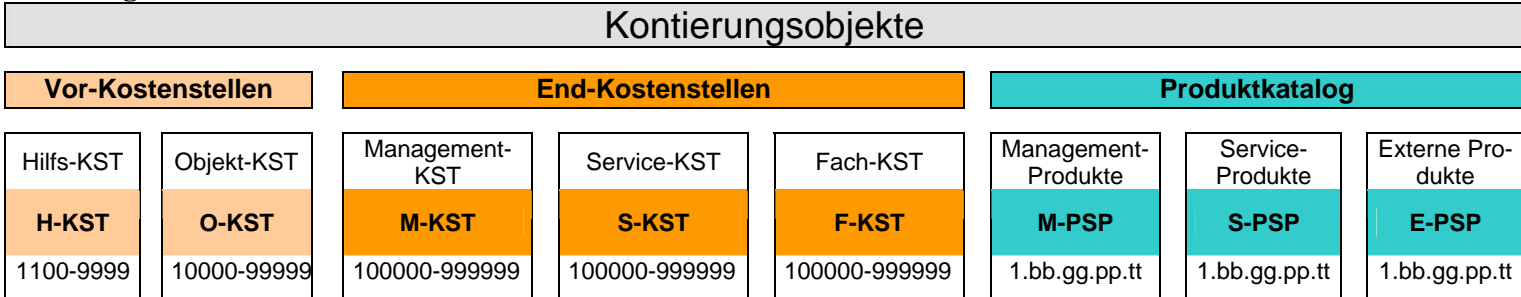 Kontierungsobjekte
Vor-Kostenstellen End-Kostenstellen Produktkatalog
Hilfs-KST Objekt-KST Management- Service-KST Fach-KST Management- Service- Externe Pro-
KST Produkte Produkte dukte
H-KST O-KST M-KST S-KST F-KST M-PSP S-PSP E-PSP
1100-9999 10000-99999 100000-999999 100000-999999 100000-999999 1.bb.gg.pp.tt 1.bb.gg.pp.tt 1.bb.gg.pp.tt